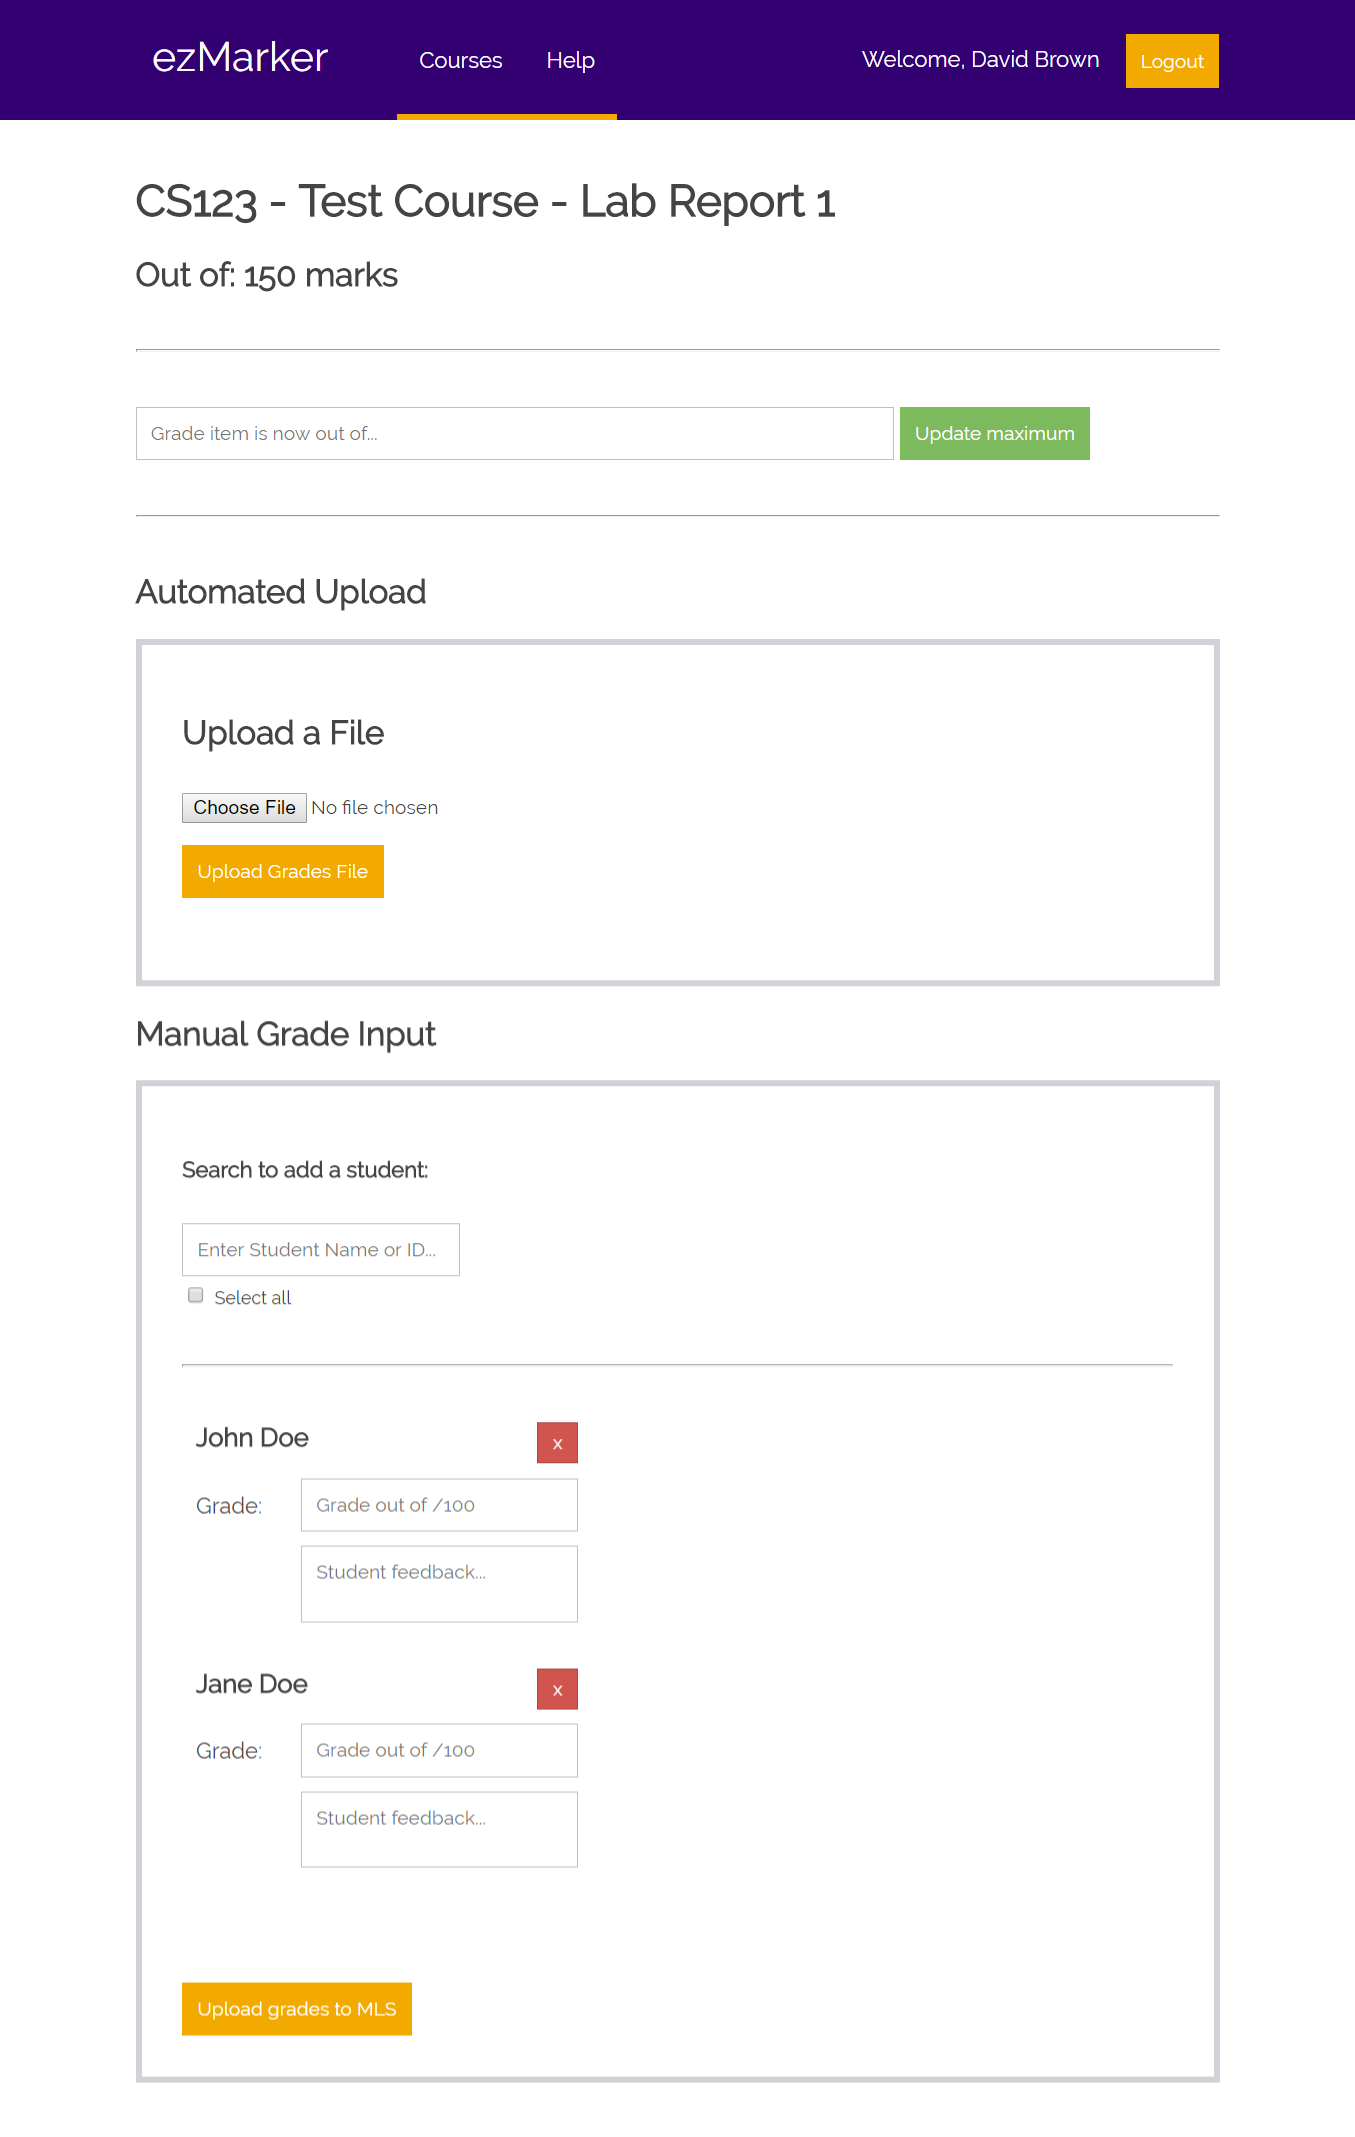 ezMarker
Courses
Help
Welcome, David Brown
Logout
CS123 - Test Course - Lab Report 1
Out of: 150 marks
Grade item is now out of...
Update maximum
Automated Upload
Upload a File
Choose File No file chosen
Upload Grades File
Manual Grade Input
Search to add a student:
Enter Student Name or ID...
Select all
John Doe
x
Grade:
Grade out of /100
Student feedback...
Jane Doe
x
Grade:
Grade out of /100
Student feedback...
Upload grades to MLS